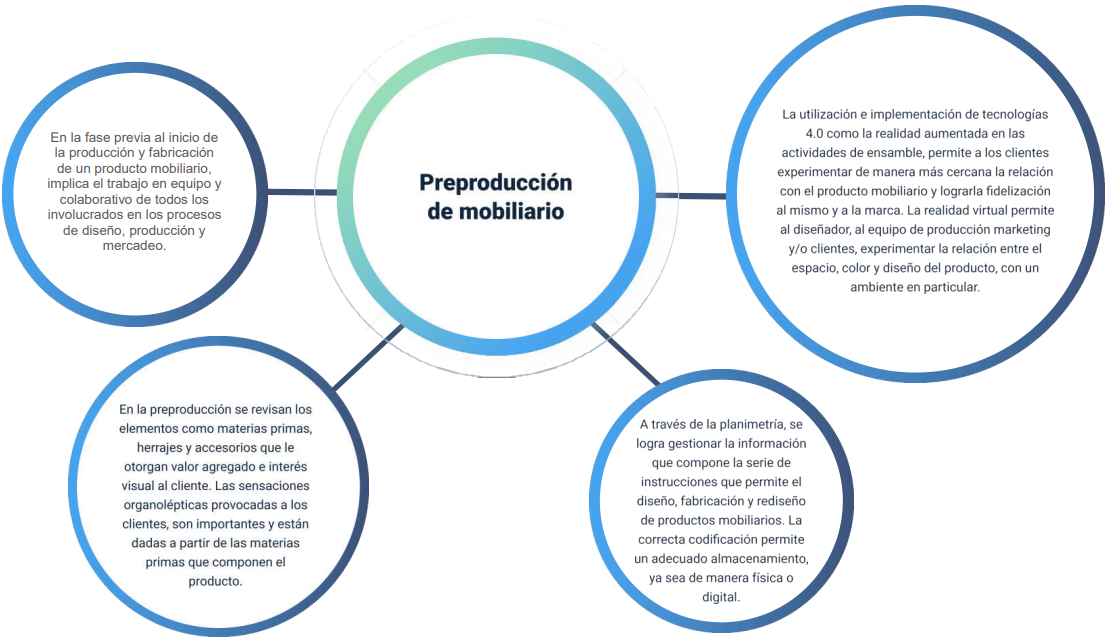 Preproducción
de mobiliario
En la fase previa al inicio de
la producción y fabricación
de un producto mobiliario,
implica el trabajo en equipo y
colaborativo de todos los
involucrados en los procesos
de diseño, producción y
mercadeo.
La utilización e implementación de tecnologías
4.0 como la realidad aumentada en las
actividades de ensamble, permite a los clientes
experimentar de manera más cercana la relación
con el producto mobiliario y lograrla fidelización
al mismo y a la marca. La realidad virtual permite
al diseñador, al equipo de producción marketing
y/o clientes, experimentar la relación entre el
espacio, color y diseño del producto, con un
ambiente en particular.
En la preproducción se revisan los
elementos como materias primas,
herrajes y accesorios que le
otorgan valor agregado e interés
visual al cliente. Las sensaciones
organolépticas provocadas a los
clientes, son importantes y están
dadas a partir de las materias
primas que componen el
producto.
A través de la planimetría, se
logra gestionar la información
que compone la serie de
instrucciones que permite el
diseño, fabricación y rediseño
de productos mobiliarios. La
correcta codificación permite
un adecuado almacenamiento,
ya sea de manera física o
digital.